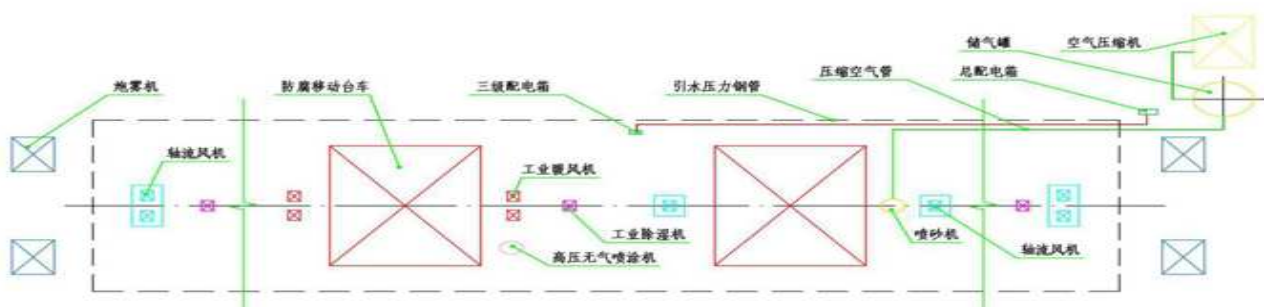 储气罐
空气压缩机
炮雾机
防腐移动台车
三级配电箱
引水压力钢管
压缩空气管
总配电箱
轴流风机
工业暖风机
工业除湿机
喷砂机
高压无气喷涂机
轴流风机